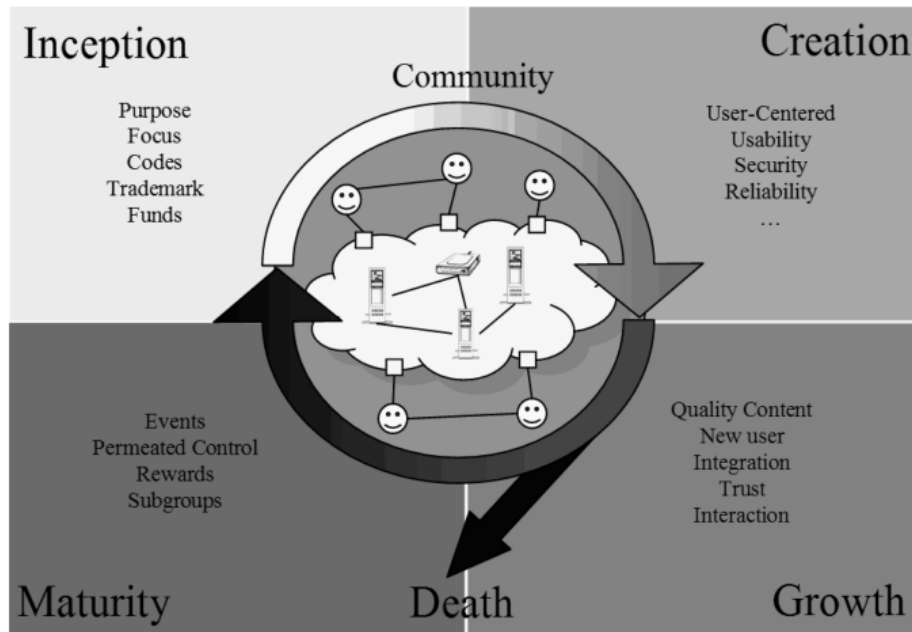 Inception
Creation
Community
Purpose
Focus
Codes
Trademark
Funds
User-Centered
Usability
Security
Reliability
...
Events
Permeated Control
Rewards
Subgroups
Quality Content
New user
Integration
Trust
Interaction
Maturity
Death
Growth